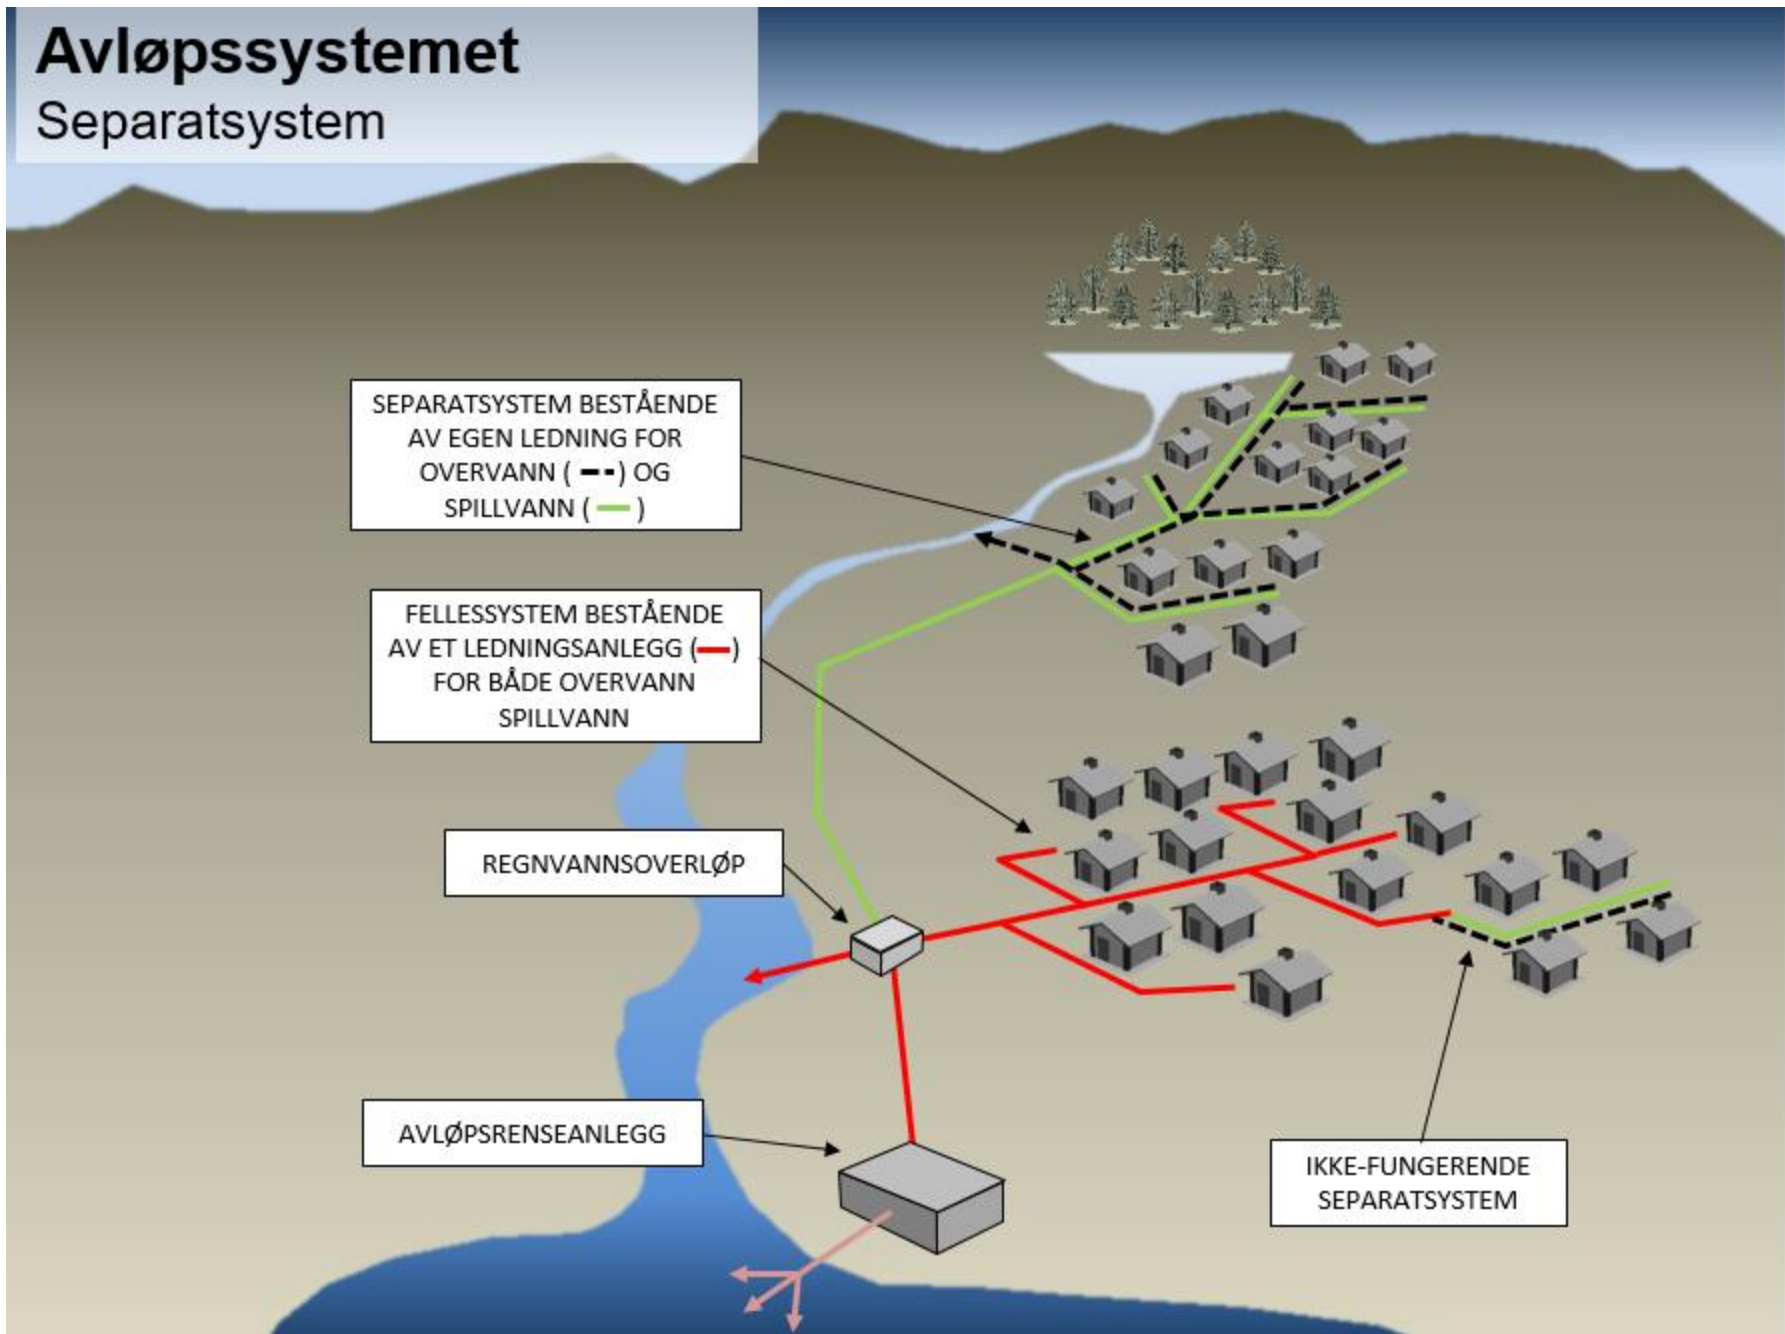 Avløpssystemet
Separatsystem
SEPARATSYSTEM BESTÅENDE
AV EGEN LEDNING FOR
OVERVANN ( ) OG
SPILLVANN ( )
FELLESSYSTEM BESTÅENDE
AV ET LEDNINGSANLEGG ( )
FOR BÅDE OVERVANN
SPILLVANN
REGNVANNSOVERLØP
AVLØPSRENSEANLEGG
IKKE-FUNGERENDE
SEPARATSYSTEM